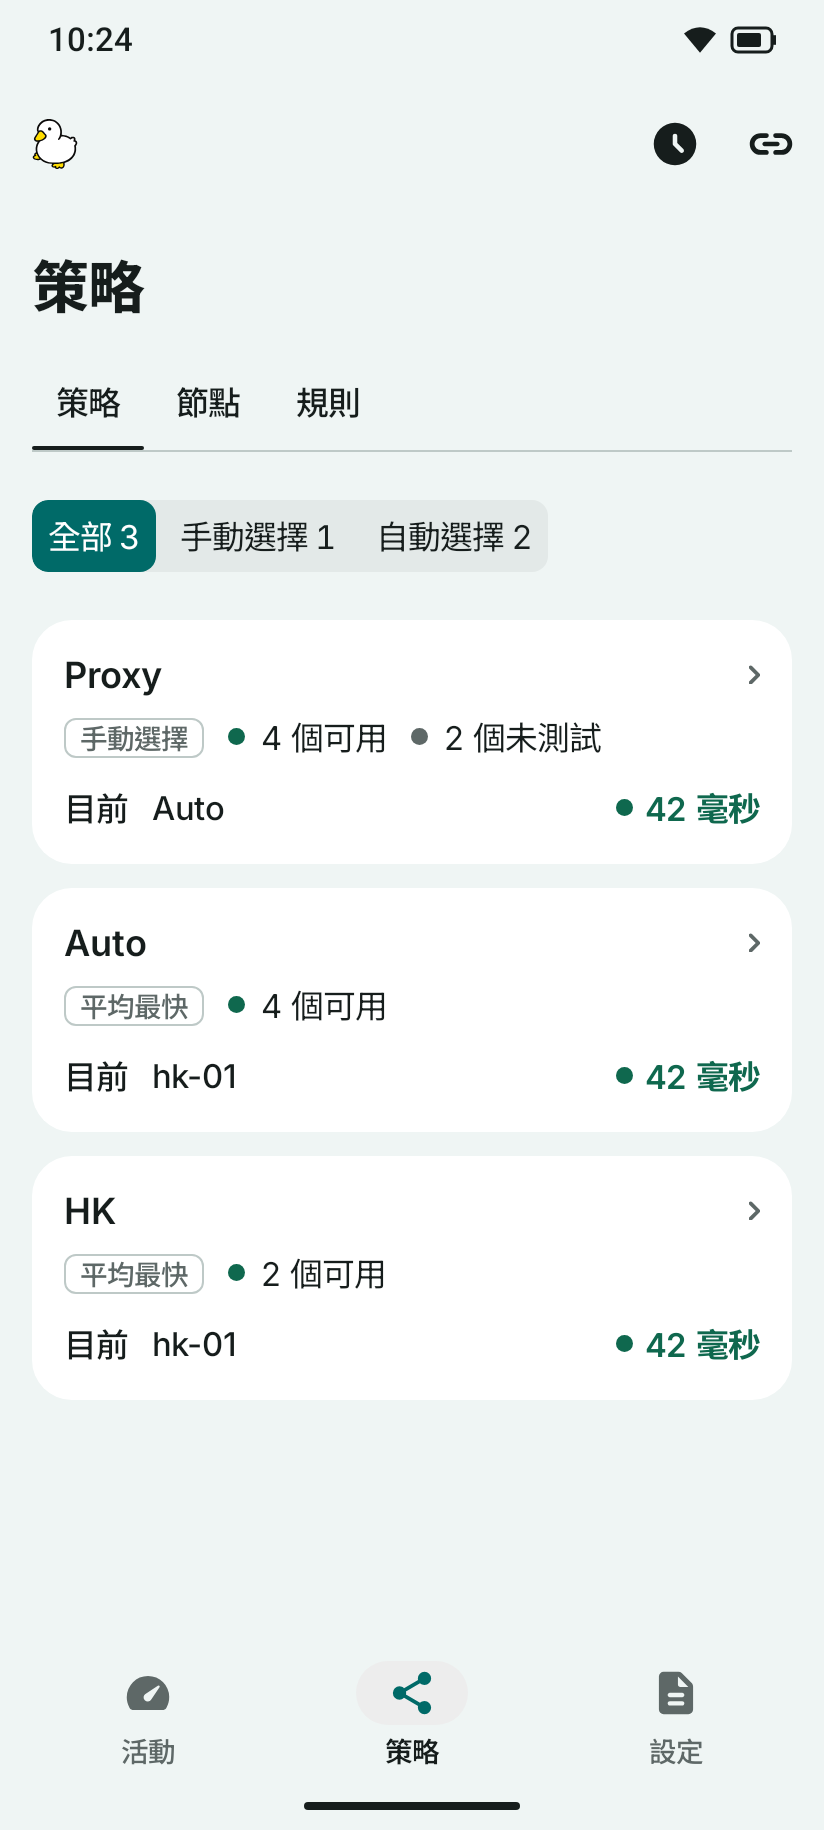 10:24
策略
策略 節點 規則
全部 3 手動選擇 1 自動選擇 2
Proxy
手動選擇 4 個可用 2 個未測試
目前 Auto 42 毫秒
Auto
平均最快 4 個可用
目前 hk-01 42 毫秒
HK
平均最快 2 個可用
目前 hk-01 42 毫秒
活動 策略 設定